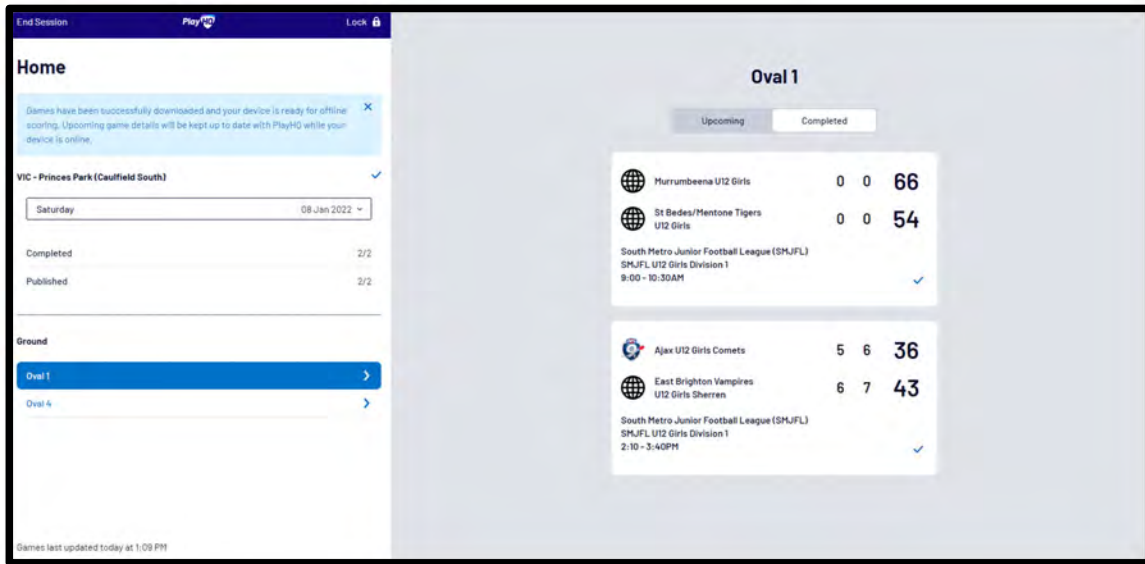 End Session PlayHQ Lock
Home
Games have been successfully downloaded and your device is ready for offline
scoring. Upcoming game details will be kept up to date with PlayHQ while your
device is online.
VIC - Princes Park (Caulfield South)
Saturday 08 Jan 2022
Completed 2/2
Published 2/2
Ground
Oval 1
Oval 4
Games last updated today at 1:09 PM
Oval 1
Upcoming Completed
Murrumbeena U12 Girls 0 0 66
St Bedes/Mentone Tigers
U12 Girls 0 0 54
South Metro Junior Football League (SMJFL)
SMJFL U12 Girls Division 1
9:00 - 10:30AM
Ajax U12 Girls Comets 5 6 36
East Brighton Vampires
U12 Girls Sherren 6 7 43
South Metro Junior Football League (SMJFL)
SMJFL U12 Girls Division 1
2:10 - 3:40PM